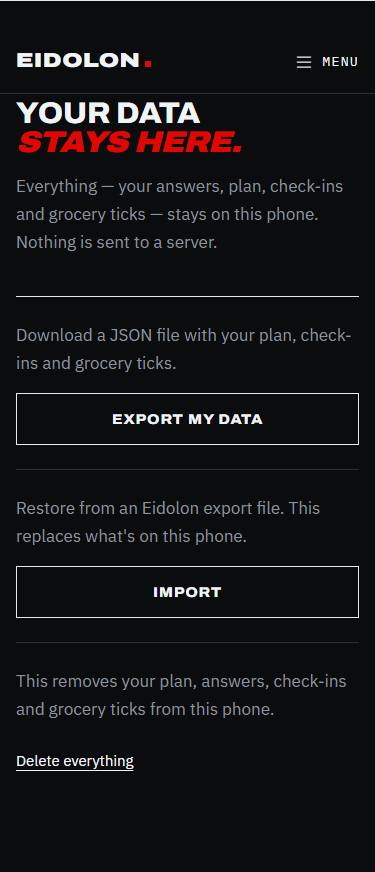 EIDOLON.
MENU
YOUR DATA
STAYS HERE.
Everything — your answers, plan, check-ins
and grocery ticks — stays on this phone.
Nothing is sent to a server.
Download a JSON file with your plan, check-
ins and grocery ticks.
EXPORT MY DATA
Restore from an Eidolon export file. This
replaces what's on this phone.
IMPORT
This removes your plan, answers, check-ins
and grocery ticks from this phone.
Delete everything